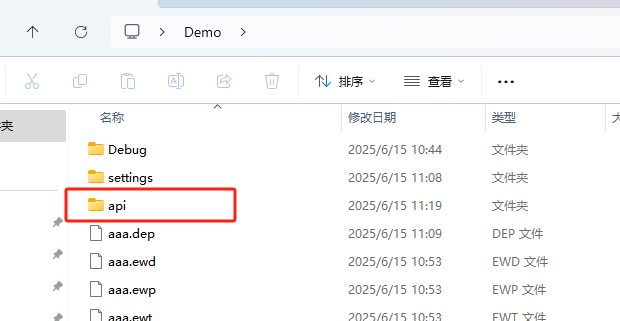 Demo
排序
查看
夹
名称
修改日期
类型
Debug
2025/6/15 10:44
文件夹
settings
2025/6/15 11:08
文件夹
api
2025/6/15 11:19
文件夹
aaa.dep
2025/6/15 11:09
DEP 文件
aaa.ewd
2025/6/15 10:53
EWD 文件
aaa.ewp
2025/6/15 10:53
EWP 文件
aaa.ewt
2025/6/15 10:53
EWT 文件